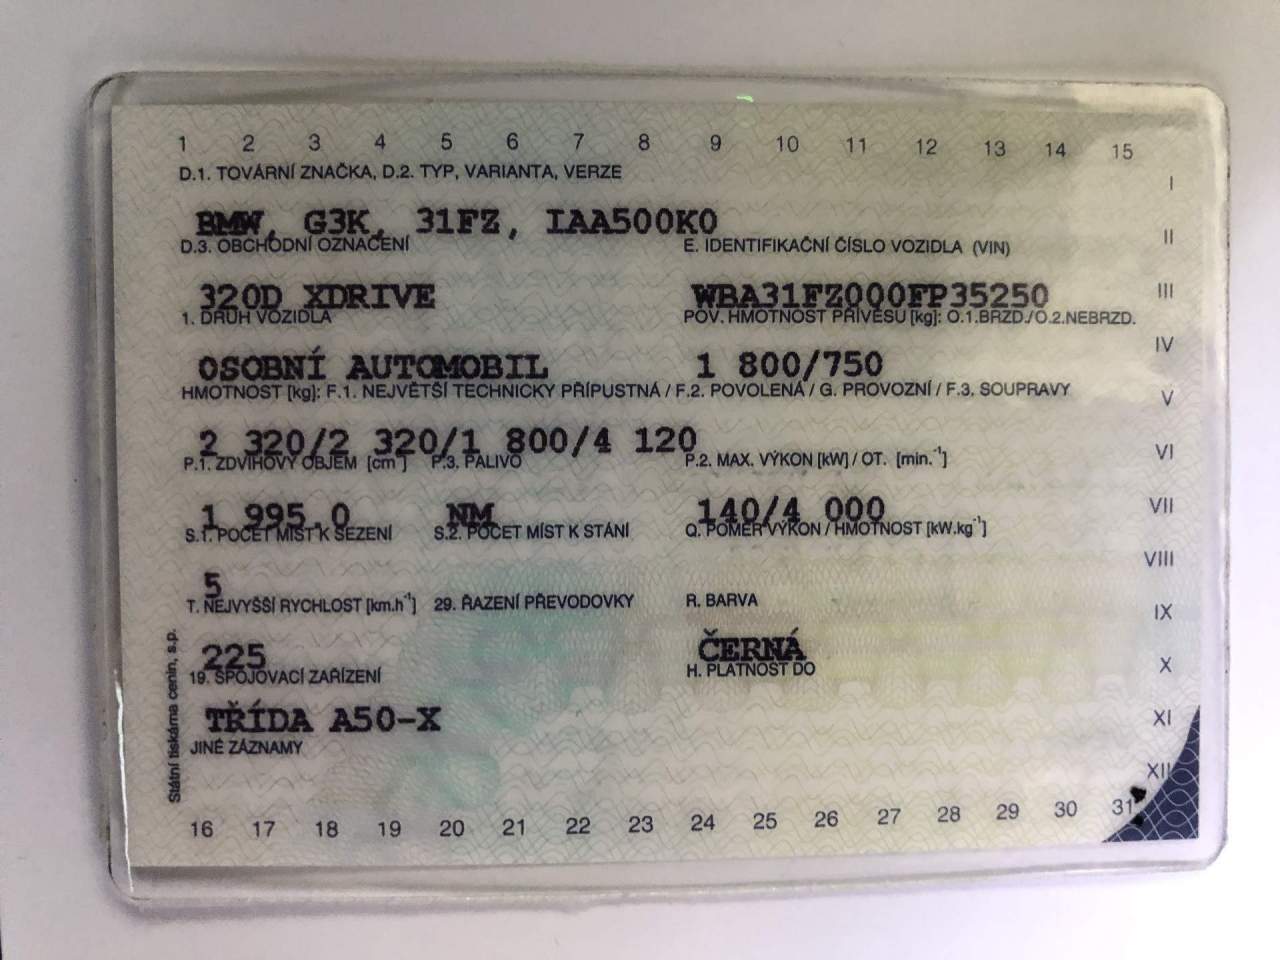 1 2 3 4 5 6 7 8 9 10 11 12 13 14 15
D.1. TOVÁRNÍ ZNAČKA, D.2. TYP, VARIANTA, VERZE
I
BMW, G3K, 31FZ, IAA500K0
D.3. OBCHODNÍ OZNAČENÍ E. IDENTIFIKAČNÍ ČÍSLO VOZIDLA (VIN)
II
320D XDRIVE WBA31FZ000FP35250
III
1. DRUH VOZIDLA POV. HMOTNOST PŘÍVĚSU [kg]: O.1.BRZD./O.2.NEBRZD.
IV
OSOBNÍ AUTOMOBIL 1 800/750
HMOTNOST [kg]: F.1. NEJVĚTŠÍ TECHNICKY PŘÍPUSTNÁ / F.2. POVOLENÁ / G. PROVOZNÍ / F.3. SOUPRAVY
V
2 320/2 320/1 800/4 120
VI
P.1. ZDVIHOVÝ OBJEM [cm³] P.3. PALIVO P.2. MAX. VÝKON [kW] / OT. [min.⁻¹]
1 995.0 NM 140/4 000
VII
S.1. POČET MÍST K SEZENÍ S.2. POČET MÍST K STÁNÍ Q. POMĚR VÝKON / HMOTNOST [kW.kg⁻¹]
VIII
5
T. NEJVYŠŠÍ RYCHLOST [km.h⁻¹] 29. ŘAZENÍ PŘEVODOVKY R. BARVA
IX
225 ČERNÁ
19. SPOJOVACÍ ZAŘÍZENÍ H. PLATNOST DO
X
TŘÍDA A50-X
XI
JINÉ ZÁZNAMY
XII
16 17 18 19 20 21 22 23 24 25 26 27 28 29 30 31
Státní tiskárna cenin, s.p.